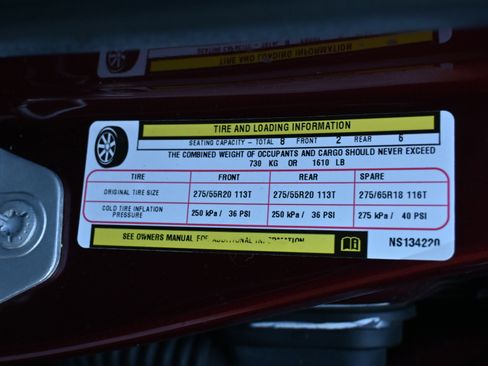 TIRE AND LOADING INFORMATION
SEATING CAPACITY - TOTAL 8 FRONT 2 REAR 6
THE COMBINED WEIGHT OF OCCUPANTS AND CARGO SHOULD NEVER EXCEED
730 KG OR 1610 LB
TIRE FRONT REAR SPARE
ORIGINAL TIRE SIZE 275/55R20 113T 275/55R20 113T 275/65R18 116T
COLD TIRE INFLATION PRESSURE 250 kPa / 36 PSI 250 kPa / 36 PSI 275 kPa / 40 PSI
SEE OWNERS MANUAL FOR ADDITIONAL INFORMATION
NS134220